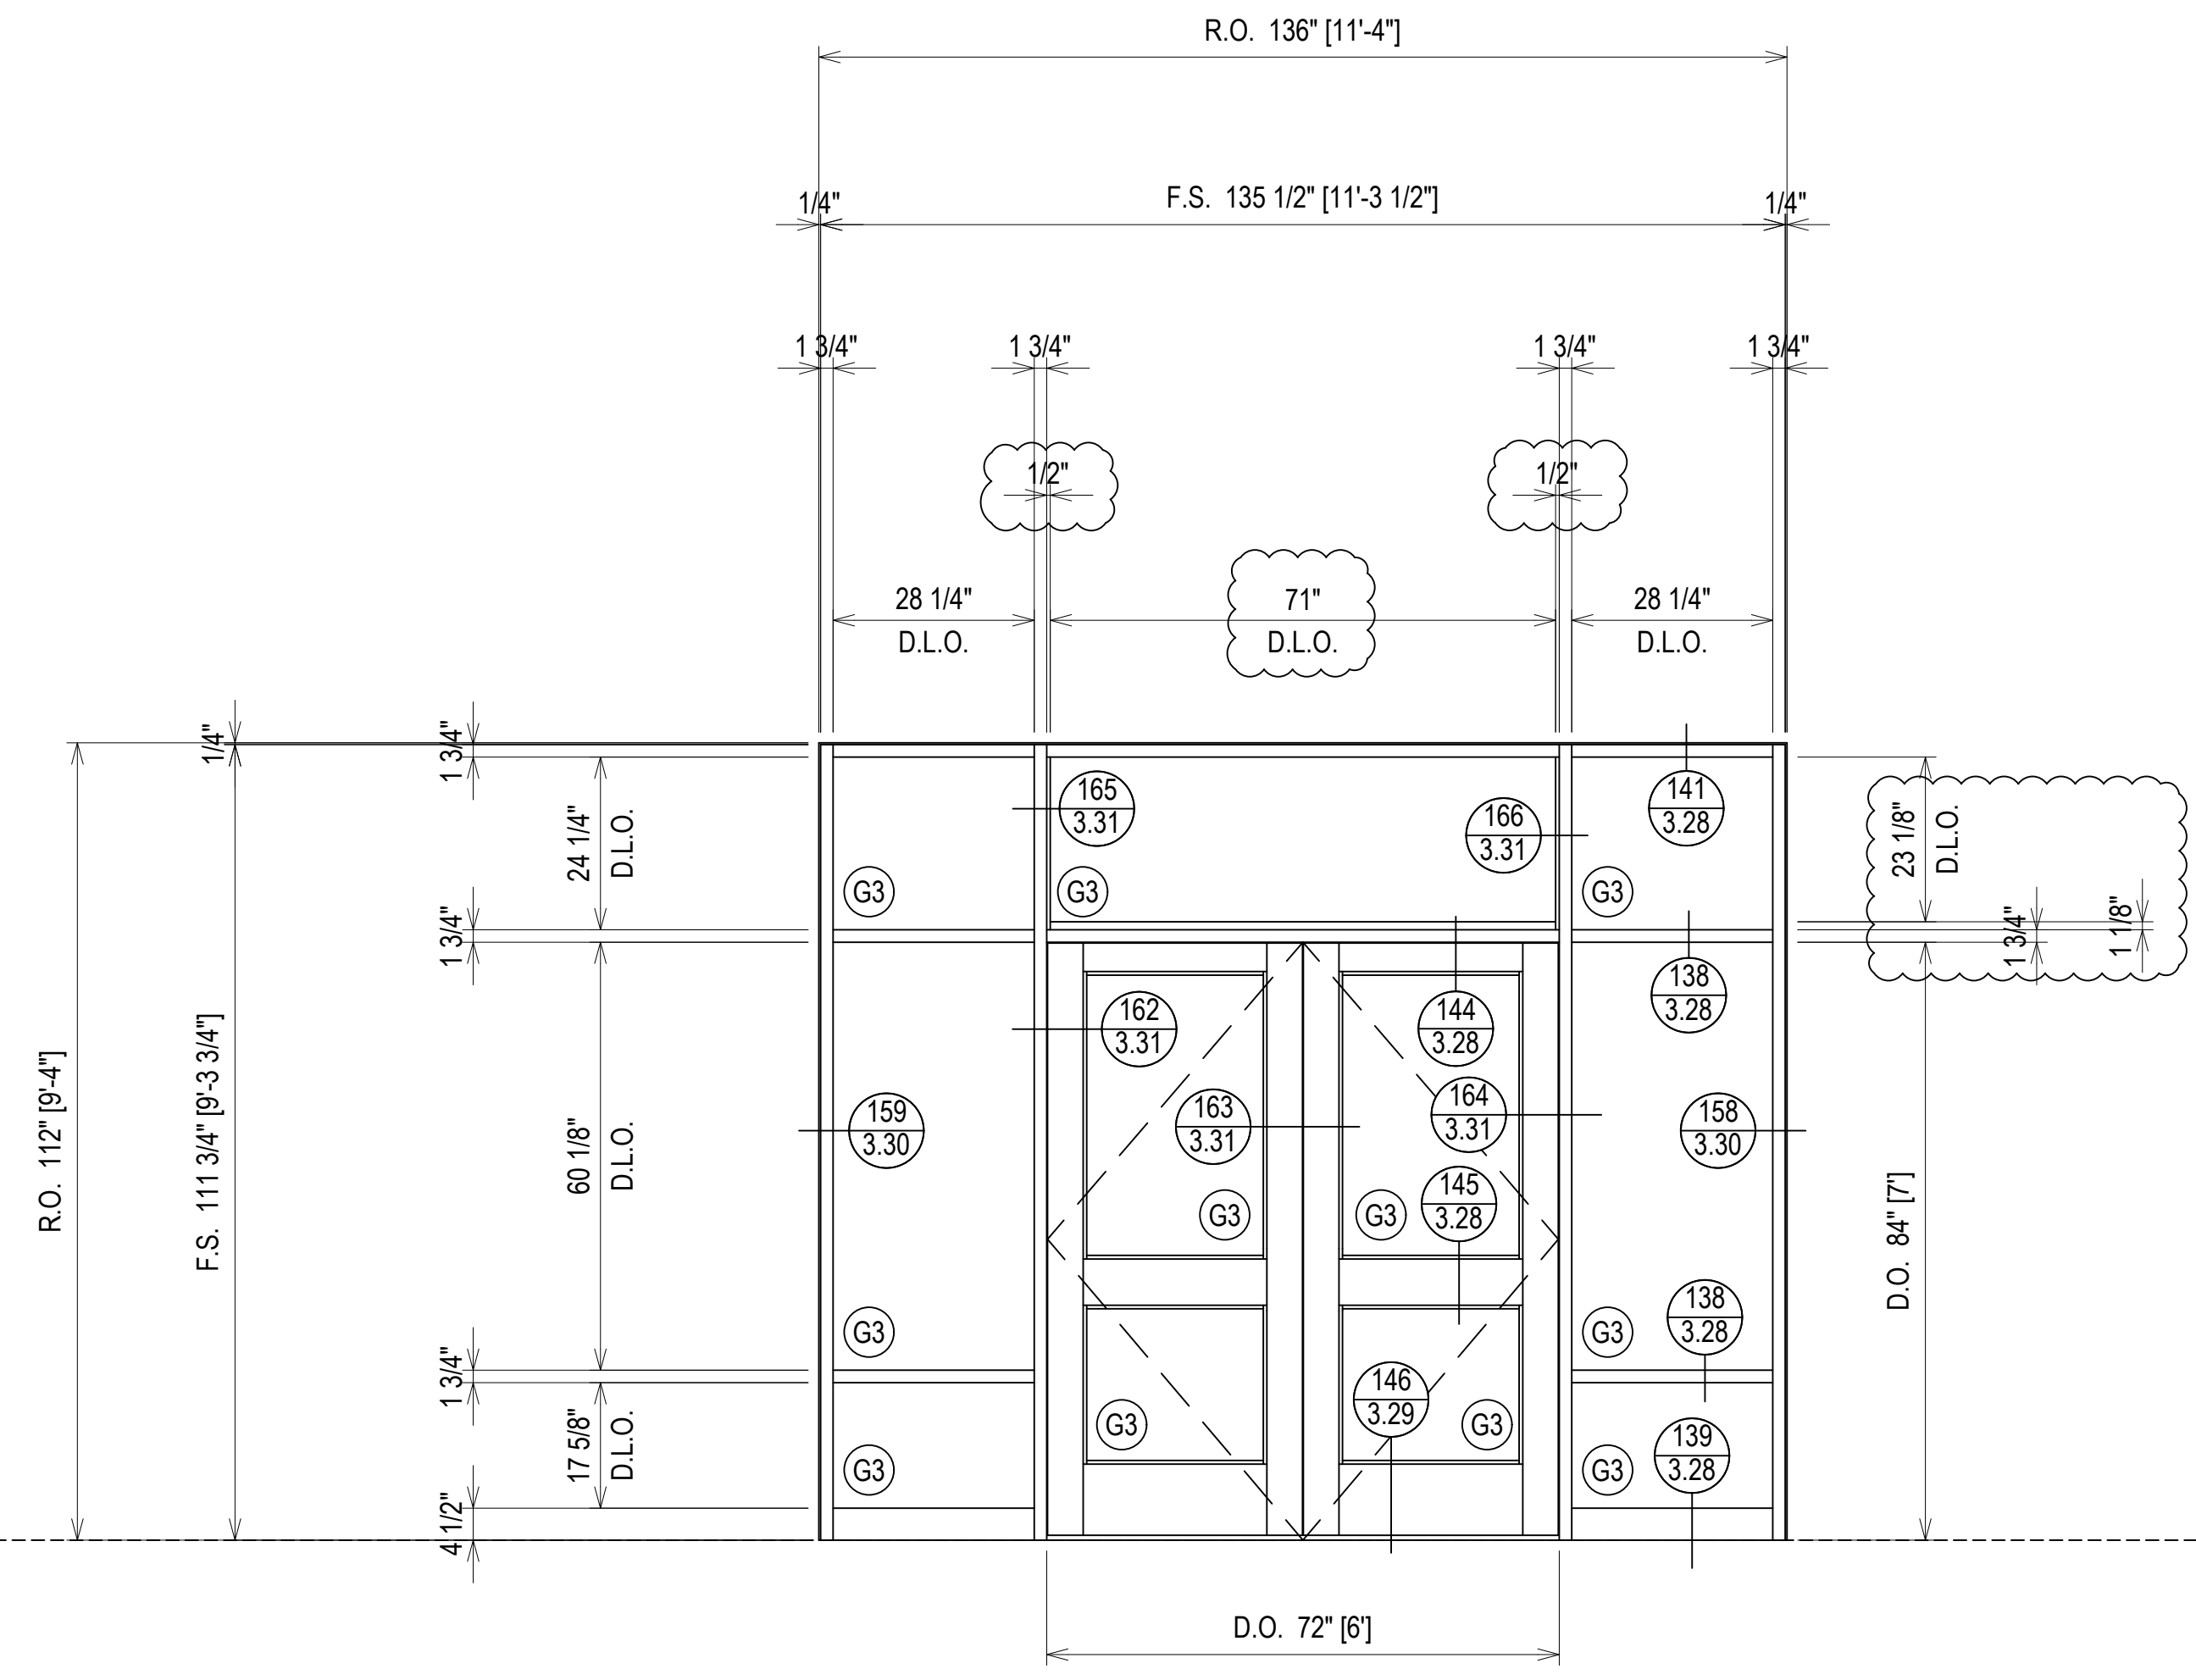 R.O. 136" [11'-4"]
1/4"
F.S. 135 1/2" [11'-3 1/2"]
1/4"
1 3/4"
1 3/4"
1 3/4"
1 3/4"
1/2"
1/2"
28 1/4"
D.L.O.
71"
D.L.O.
28 1/4"
D.L.O.
R.O. 112" [9'-4"]
1/4"
F.S. 111 3/4" [9'-3 3/4"]
1 3/4"
24 1/4"
D.L.O.
1 3/4"
60 1/8"
D.L.O.
1 3/4"
17 5/8"
D.L.O.
4 1/2"
165
3.31
166
3.31
141
3.28
G3
G3
G3
138
3.28
162
3.31
144
3.28
159
3.30
163
3.31
164
3.31
158
3.30
145
3.28
G3
G3
G3
G3
138
3.28
146
3.29
G3
G3
G3
G3
139
3.28
23 1/8"
D.L.O.
1 3/4"
1 1/8"
D.O. 84" [7']
D.O. 72" [6']